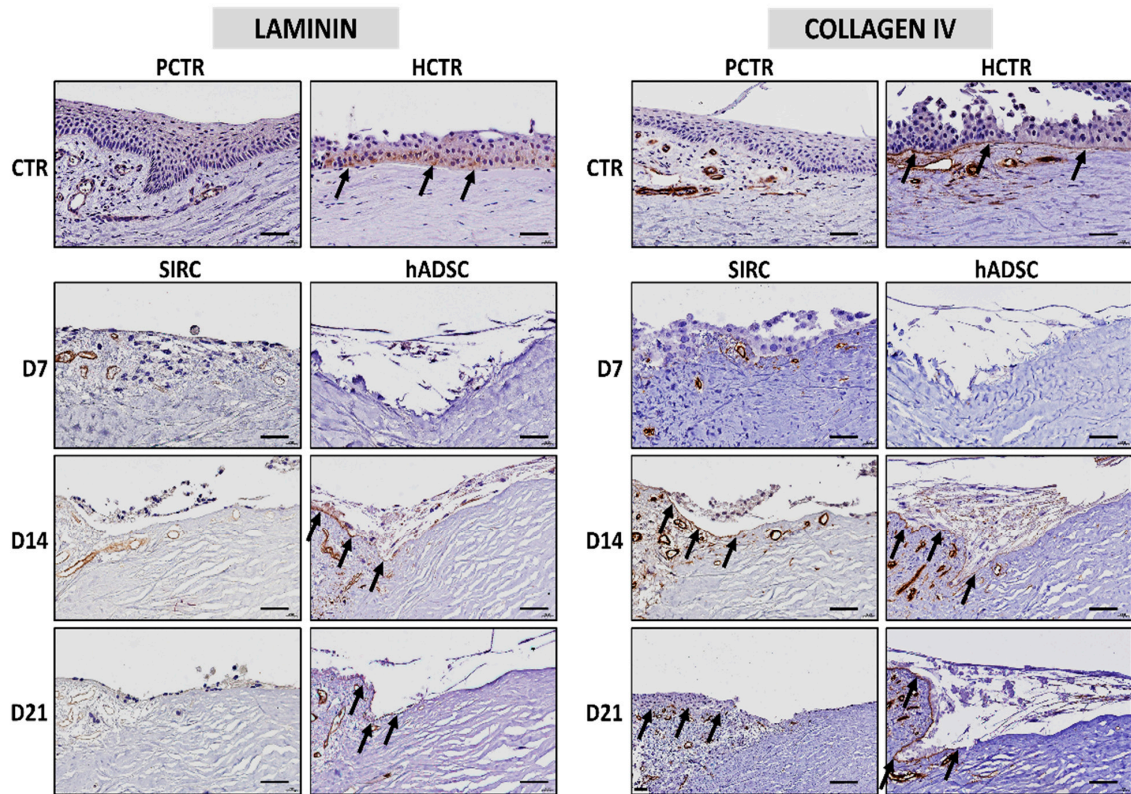 LAMININ COLLAGEN IV
PCTR HCTR PCTR HCTR
CTR CTR
SIRC hADSC SIRC hADSC
D7 D7
D14 D14
D21 D21